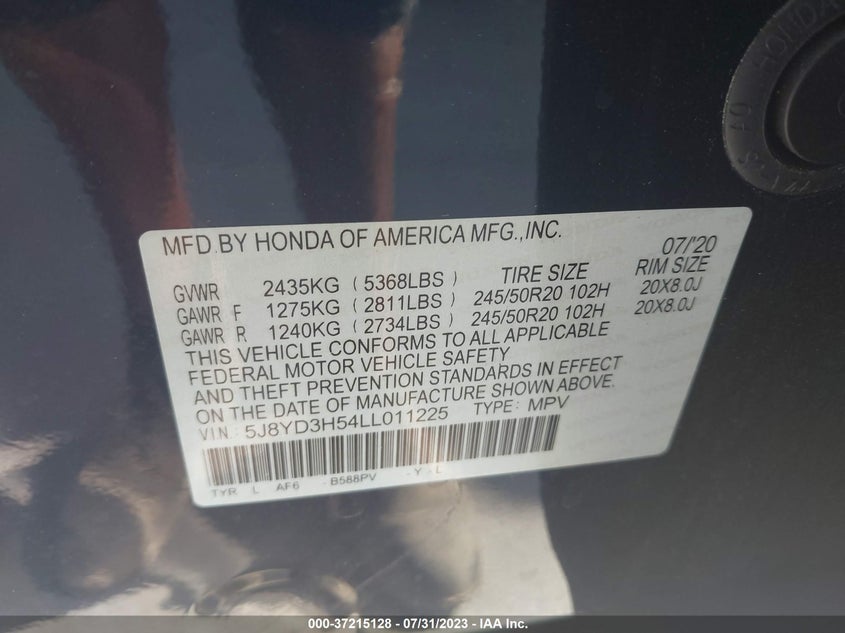 HONDA
MFD.BY HONDA OF AMERICA MFG.,INC. 07/'20
TIRE SIZE RIM SIZE
GVWR 2435KG (5368LBS)
GAWR F 1275KG (2811LBS) 245/50R20 102H 20X8.0J
GAWR R 1240KG (2734LBS) 245/50R20 102H 20X8.0J
THIS VEHICLE CONFORMS TO ALL APPLICABLE
FEDERAL MOTOR VEHICLE SAFETY
AND THEFT PREVENTION STANDARDS IN EFFECT
ON THE DATE OF MANUFACTURE SHOWN ABOVE.
VIN: 5J8YD3H54LL011225 TYPE: MPV
TYR L AF6 -B588PV -Y-L
000-37215128 - 07/31/2023 - IAA Inc.